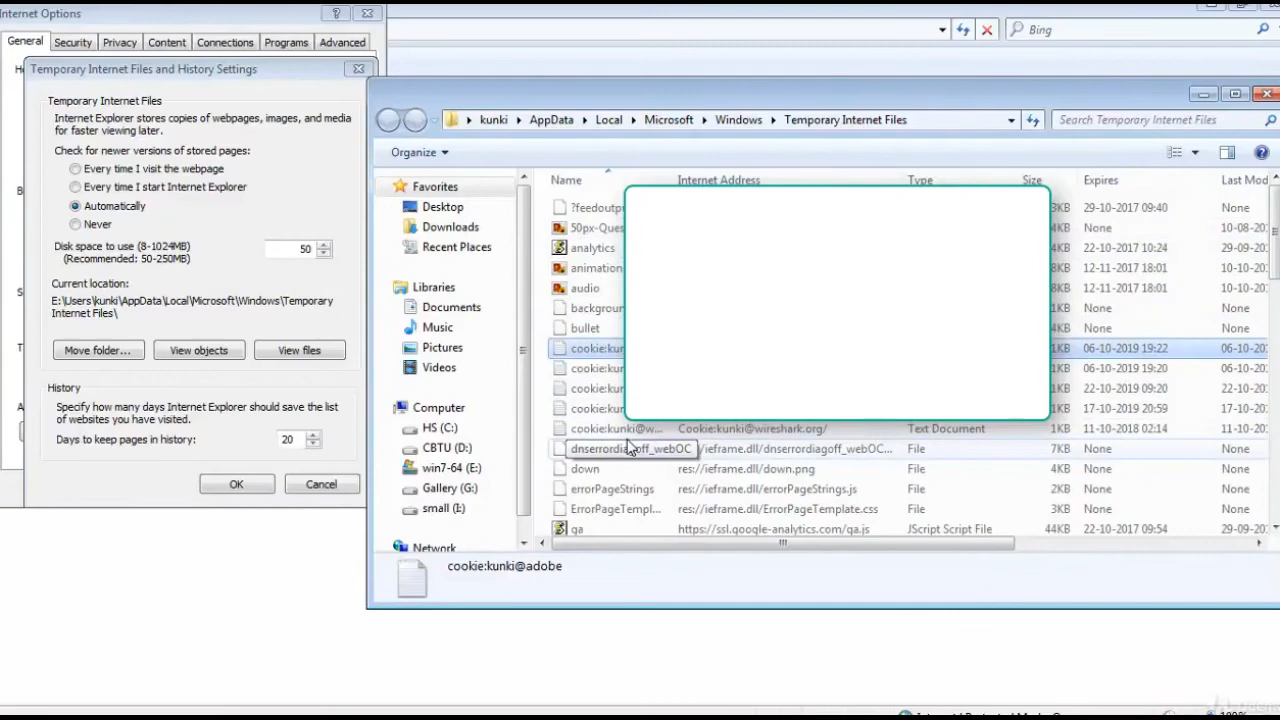 Internet Options
General Security Privacy Content Connections Programs Advanced
Temporary Internet Files and History Settings
Temporary Internet Files
Internet Explorer stores copies of webpages, images, and media
for faster viewing later.
Check for newer versions of stored pages:
Every time I visit the webpage
Every time I start Internet Explorer
Automatically
Never
Disk space to use (8-1024MB)
(Recommended: 50-250MB)
50
Current location:
E:\Users\kunki\AppData\Local\Microsoft\Windows\Temporary
Internet Files\
Move folder... View objects View files
History
Specify how many days Internet Explorer should save the list
of websites you have visited.
Days to keep pages in history: 20
OK Cancel
Bing
kunki AppData Local Microsoft Windows Temporary Internet Files
Search Temporary Internet Files
Organize
Favorites
Desktop
Downloads
Recent Places
Libraries
Documents
Music
Pictures
Videos
Computer
HS (C:)
CBTU (D:)
win7-64 (E:)
Gallery (G:)
small (I:)
Network
Name Internet Address Type Size Expires Last Mod
?feedoutp 3KB 29-10-2017 09:40 None
50px-Ques 4KB None 10-08-20
analytics 22-10-2017 10:24 29-09-20
animation 8KB 12-11-2017 18:01 10-10-20
audio 8KB 12-11-2017 18:01 10-10-20
backgroun None None
bullet 4KB None None
cookie:kun 1KB 06-10-2019 19:22 06-10-20
cookie:kun 1KB 06-10-2019 19:20 06-10-20
cookie:kun 1KB 22-10-2019 09:20 22-10-20
cookie:kun 1KB 17-10-2019 20:59 17-10-20
cookie:kunki@w... Cookie:kunki@wireshark.org/ Text Document 1KB 11-10-2018 02:14 11-10-20
dnserrordiagoff_webOC res://ieframe.dll/dnserrordiagoff_webOC... File 7KB None None
down res://ieframe.dll/down.png File 1KB None None
errorPageStrings res://ieframe.dll/errorPageStrings.js File 2KB None None
ErrorPageTempl... res://ieframe.dll/ErrorPageTemplate.css File 3KB None None
ga https://ssl.google-analytics.com/ga.js JScript Script File 44KB 22-10-2017 09:54 29-09-20
cookie:kunki@adobe